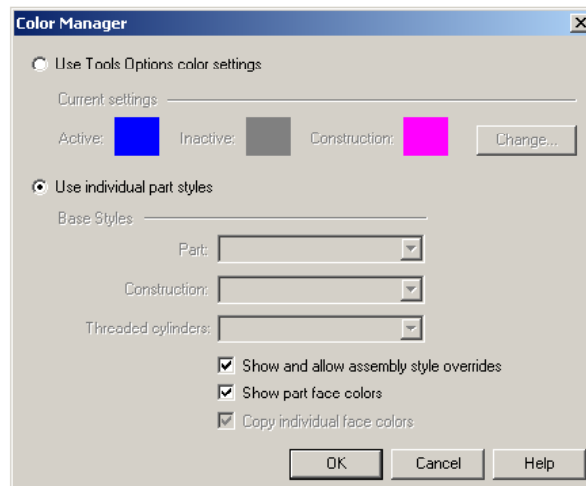 Color Manager
Use Tools Options color settings
Current settings
Active: Inactive: Construction: Change...
Use individual part styles
Base Styles
Part:
Construction:
Threaded cylinders:
Show and allow assembly style overrides
Show part face colors
Copy individual face colors
OK Cancel Help